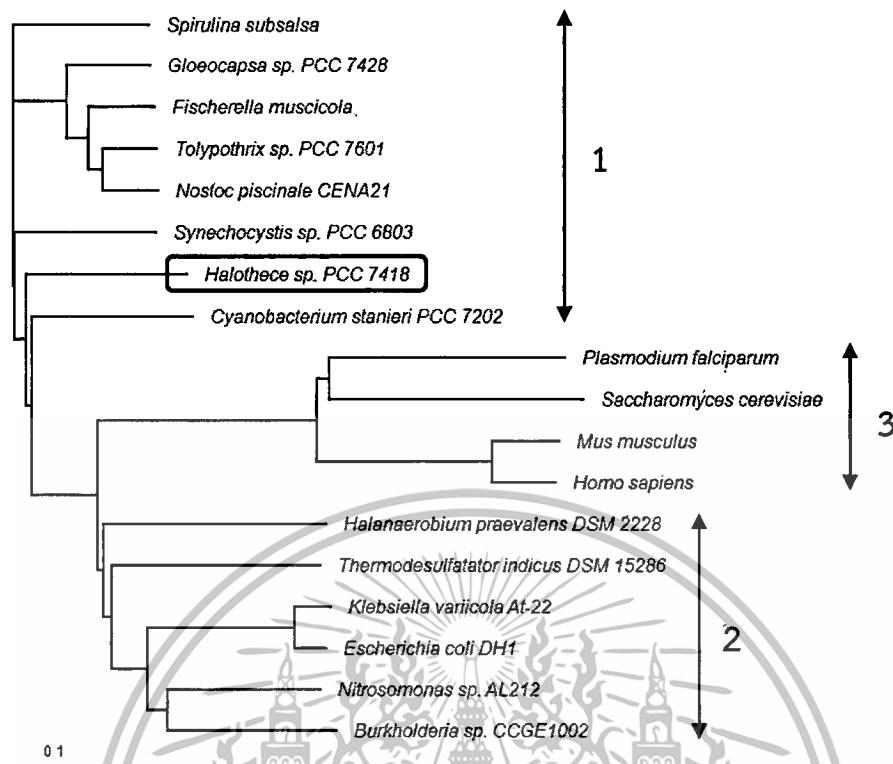 Spirulina subsalsa
Gloeocapsa sp. PCC 7428
Fischerella muscicola
Tolypothrix sp. PCC 7601
1
Nostoc piscinale CENA21
Synechocystis sp. PCC 6803
Halothece sp. PCC 7418
Cyanobacterium stanieri PCC 7202
Plasmodium falciparum
Saccharomyces cerevisiae
3
Mus musculus
Homo sapiens
Halanaerobium praevalens DSM 2228
Thermodesulfatator indicus DSM 15286
Klebsiella variicola At-22
2
Escherichia coli DH1
Nitrosomonas sp. AL212
Burkholderia sp. CCGE1002
0 1